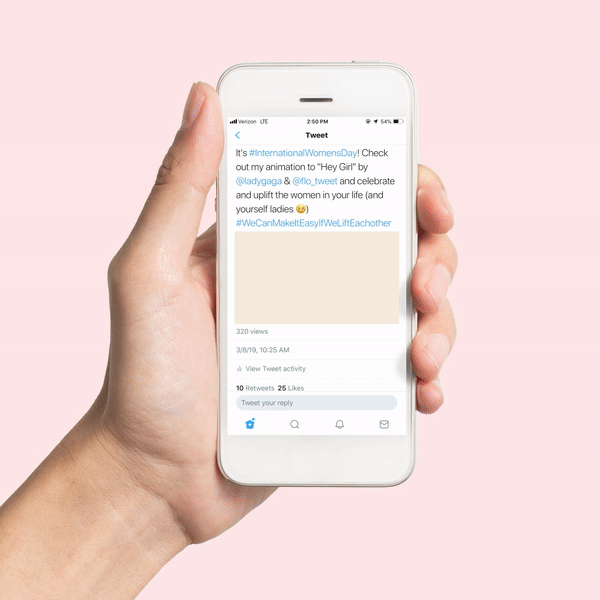 Verizon LTE 2:50 PM 54%
Tweet
It's #InternationalWomensDay! Check
out my animation to "Hey Girl" by
@ladygaga & @flo_tweet and celebrate
and uplift the women in your life (and
yourself ladies 😉)
#WeCanMakeItEasyIfWeLiftEachother
320 views
3/8/19, 10:25 AM
View Tweet activity
10 Retweets 25 Likes
Tweet your reply